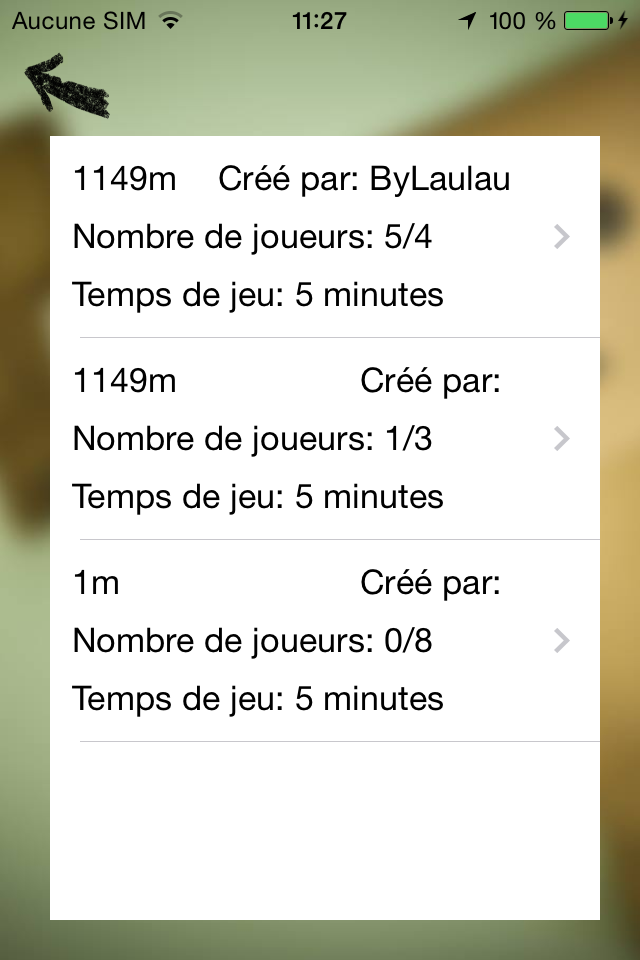 Aucune SIM 11:27 100 %
1149m Créé par: ByLaulau
Nombre de joueurs: 5/4
Temps de jeu: 5 minutes
1149m Créé par:
Nombre de joueurs: 1/3
Temps de jeu: 5 minutes
1m Créé par:
Nombre de joueurs: 0/8
Temps de jeu: 5 minutes